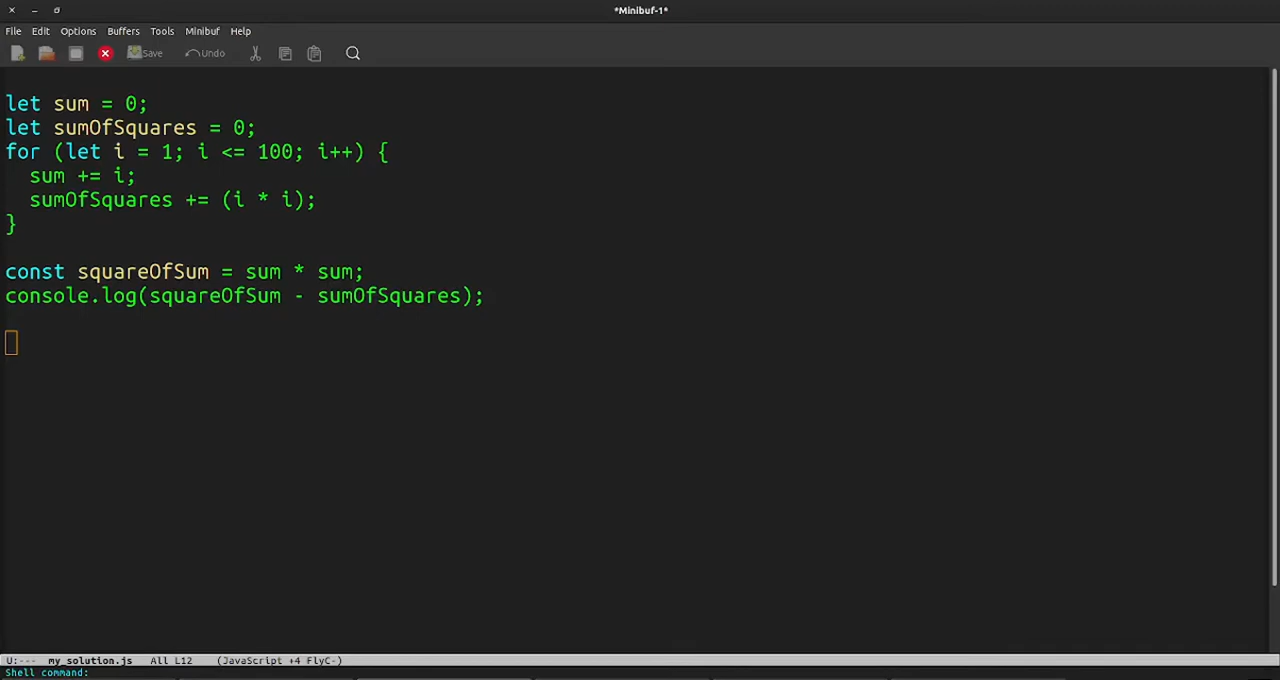 *Minibuf-1*
File Edit Options Buffers Tools Minibuf Help
Save Undo
let sum = 0;
let sumOfSquares = 0;
for (let i = 1; i <= 100; i++) {
  sum += i;
  sumOfSquares += (i * i);
}
const squareOfSum = sum * sum;
console.log(squareOfSum - sumOfSquares);
U:--- my_solution.js All L12 (JavaScript +4 FlyC-)
Shell command: